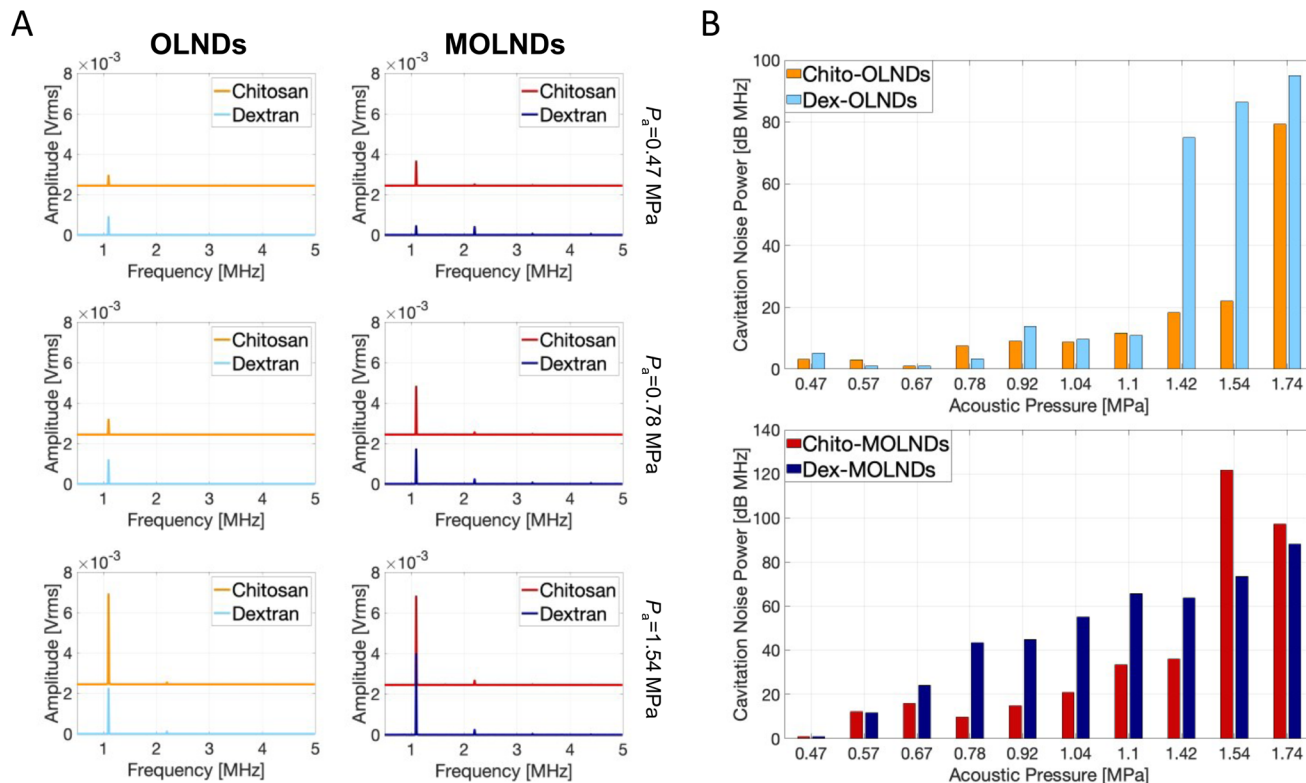 A
B
OLNDs
MOLNDs
×10⁻³
8
6
4
2
0
Amplitude [Vrms]
Chitosan
Dextran
1 2 3 4 5
Frequency [MHz]
×10⁻³
8
6
4
2
0
Amplitude [Vrms]
Chitosan
Dextran
1 2 3 4 5
Frequency [MHz]
Pₐ=0.47 MPa
×10⁻³
8
6
4
2
0
Amplitude [Vrms]
Chitosan
Dextran
1 2 3 4 5
Frequency [MHz]
×10⁻³
8
6
4
2
0
Amplitude [Vrms]
Chitosan
Dextran
1 2 3 4 5
Frequency [MHz]
Pₐ=0.78 MPa
×10⁻³
8
6
4
2
0
Amplitude [Vrms]
Chitosan
Dextran
1 2 3 4 5
Frequency [MHz]
×10⁻³
8
6
4
2
0
Amplitude [Vrms]
Chitosan
Dextran
1 2 3 4 5
Frequency [MHz]
Pₐ=1.54 MPa
100
80
60
40
20
0
Cavitation Noise Power [dB MHz]
Chito-OLNDs
Dex-OLNDs
0.47 0.57 0.67 0.78 0.92 1.04 1.1 1.42 1.54 1.74
Acoustic Pressure [MPa]
140
120
100
80
60
40
20
0
Cavitation Noise Power [dB MHz]
Chito-MOLNDs
Dex-MOLNDs
0.47 0.57 0.67 0.78 0.92 1.04 1.1 1.42 1.54 1.74
Acoustic Pressure [MPa]